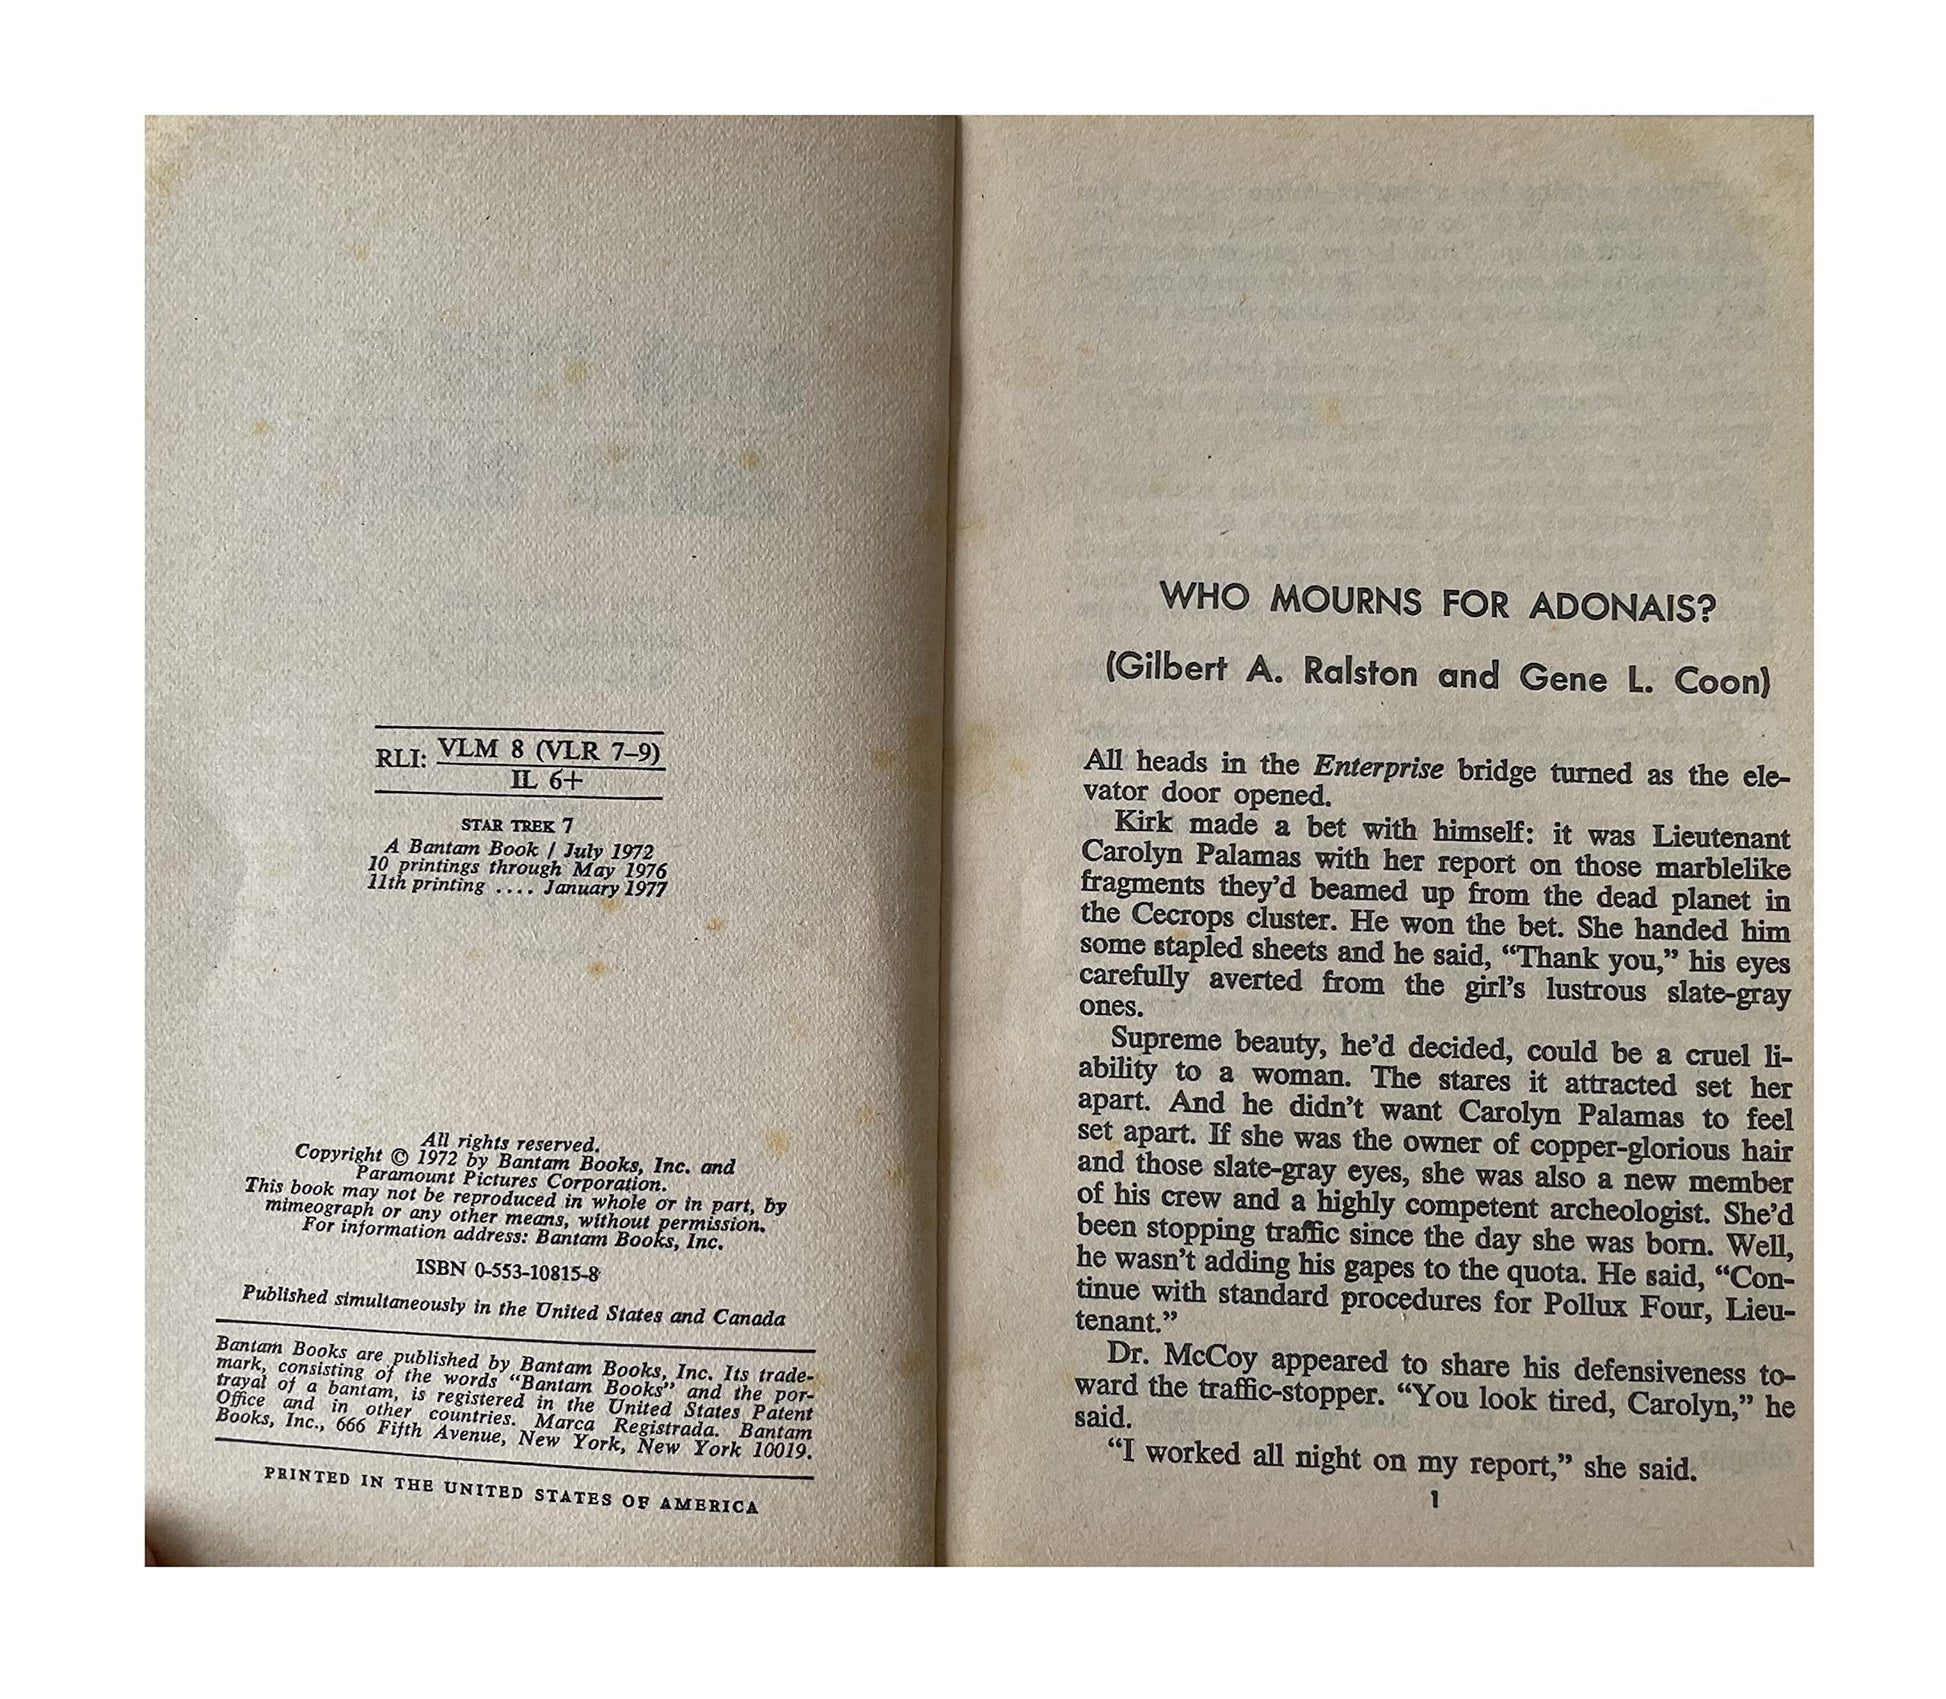 RLI: VLM 8 (VLR 7–9)
IL 6+
STAR TREK 7
A Bantam Book / July 1972
10 printings through May 1976
11th printing .... January 1977
All rights reserved.
Copyright © 1972 by Bantam Books, Inc. and
Paramount Pictures Corporation.
This book may not be reproduced in whole or in part, by
mimeograph or any other means, without permission.
For information address: Bantam Books, Inc.
ISBN 0-553-10815-8
Published simultaneously in the United States and Canada
Bantam Books are published by Bantam Books, Inc. Its trade-
mark, consisting of the words "Bantam Books" and the por-
trayal of a bantam, is registered in the United States Patent
Office and in other countries. Marca Registrada. Bantam
Books, Inc., 666 Fifth Avenue, New York, New York 10019.
PRINTED IN THE UNITED STATES OF AMERICA
WHO MOURNS FOR ADONAIS?
(Gilbert A. Ralston and Gene L. Coon)
All heads in the Enterprise bridge turned as the ele-
vator door opened.
Kirk made a bet with himself: it was Lieutenant
Carolyn Palamas with her report on those marblelike
fragments they'd beamed up from the dead planet in
the Cecrops cluster. He won the bet. She handed him
some stapled sheets and he said, "Thank you," his eyes
carefully averted from the girl's lustrous slate-gray
ones.
Supreme beauty, he'd decided, could be a cruel li-
ability to a woman. The stares it attracted set her
apart. And he didn't want Carolyn Palamas to feel
set apart. If she was the owner of copper-glorious hair
and those slate-gray eyes, she was also a new member
of his crew and a highly competent archeologist. She'd
been stopping traffic since the day she was born. Well,
he wasn't adding his gapes to the quota. He said, "Con-
tinue with standard procedures for Pollux Four, Lieu-
tenant."
Dr. McCoy appeared to share his defensiveness to-
ward the traffic-stopper. "You look tired, Carolyn," he
said.
"I worked all night on my report," she said.
1